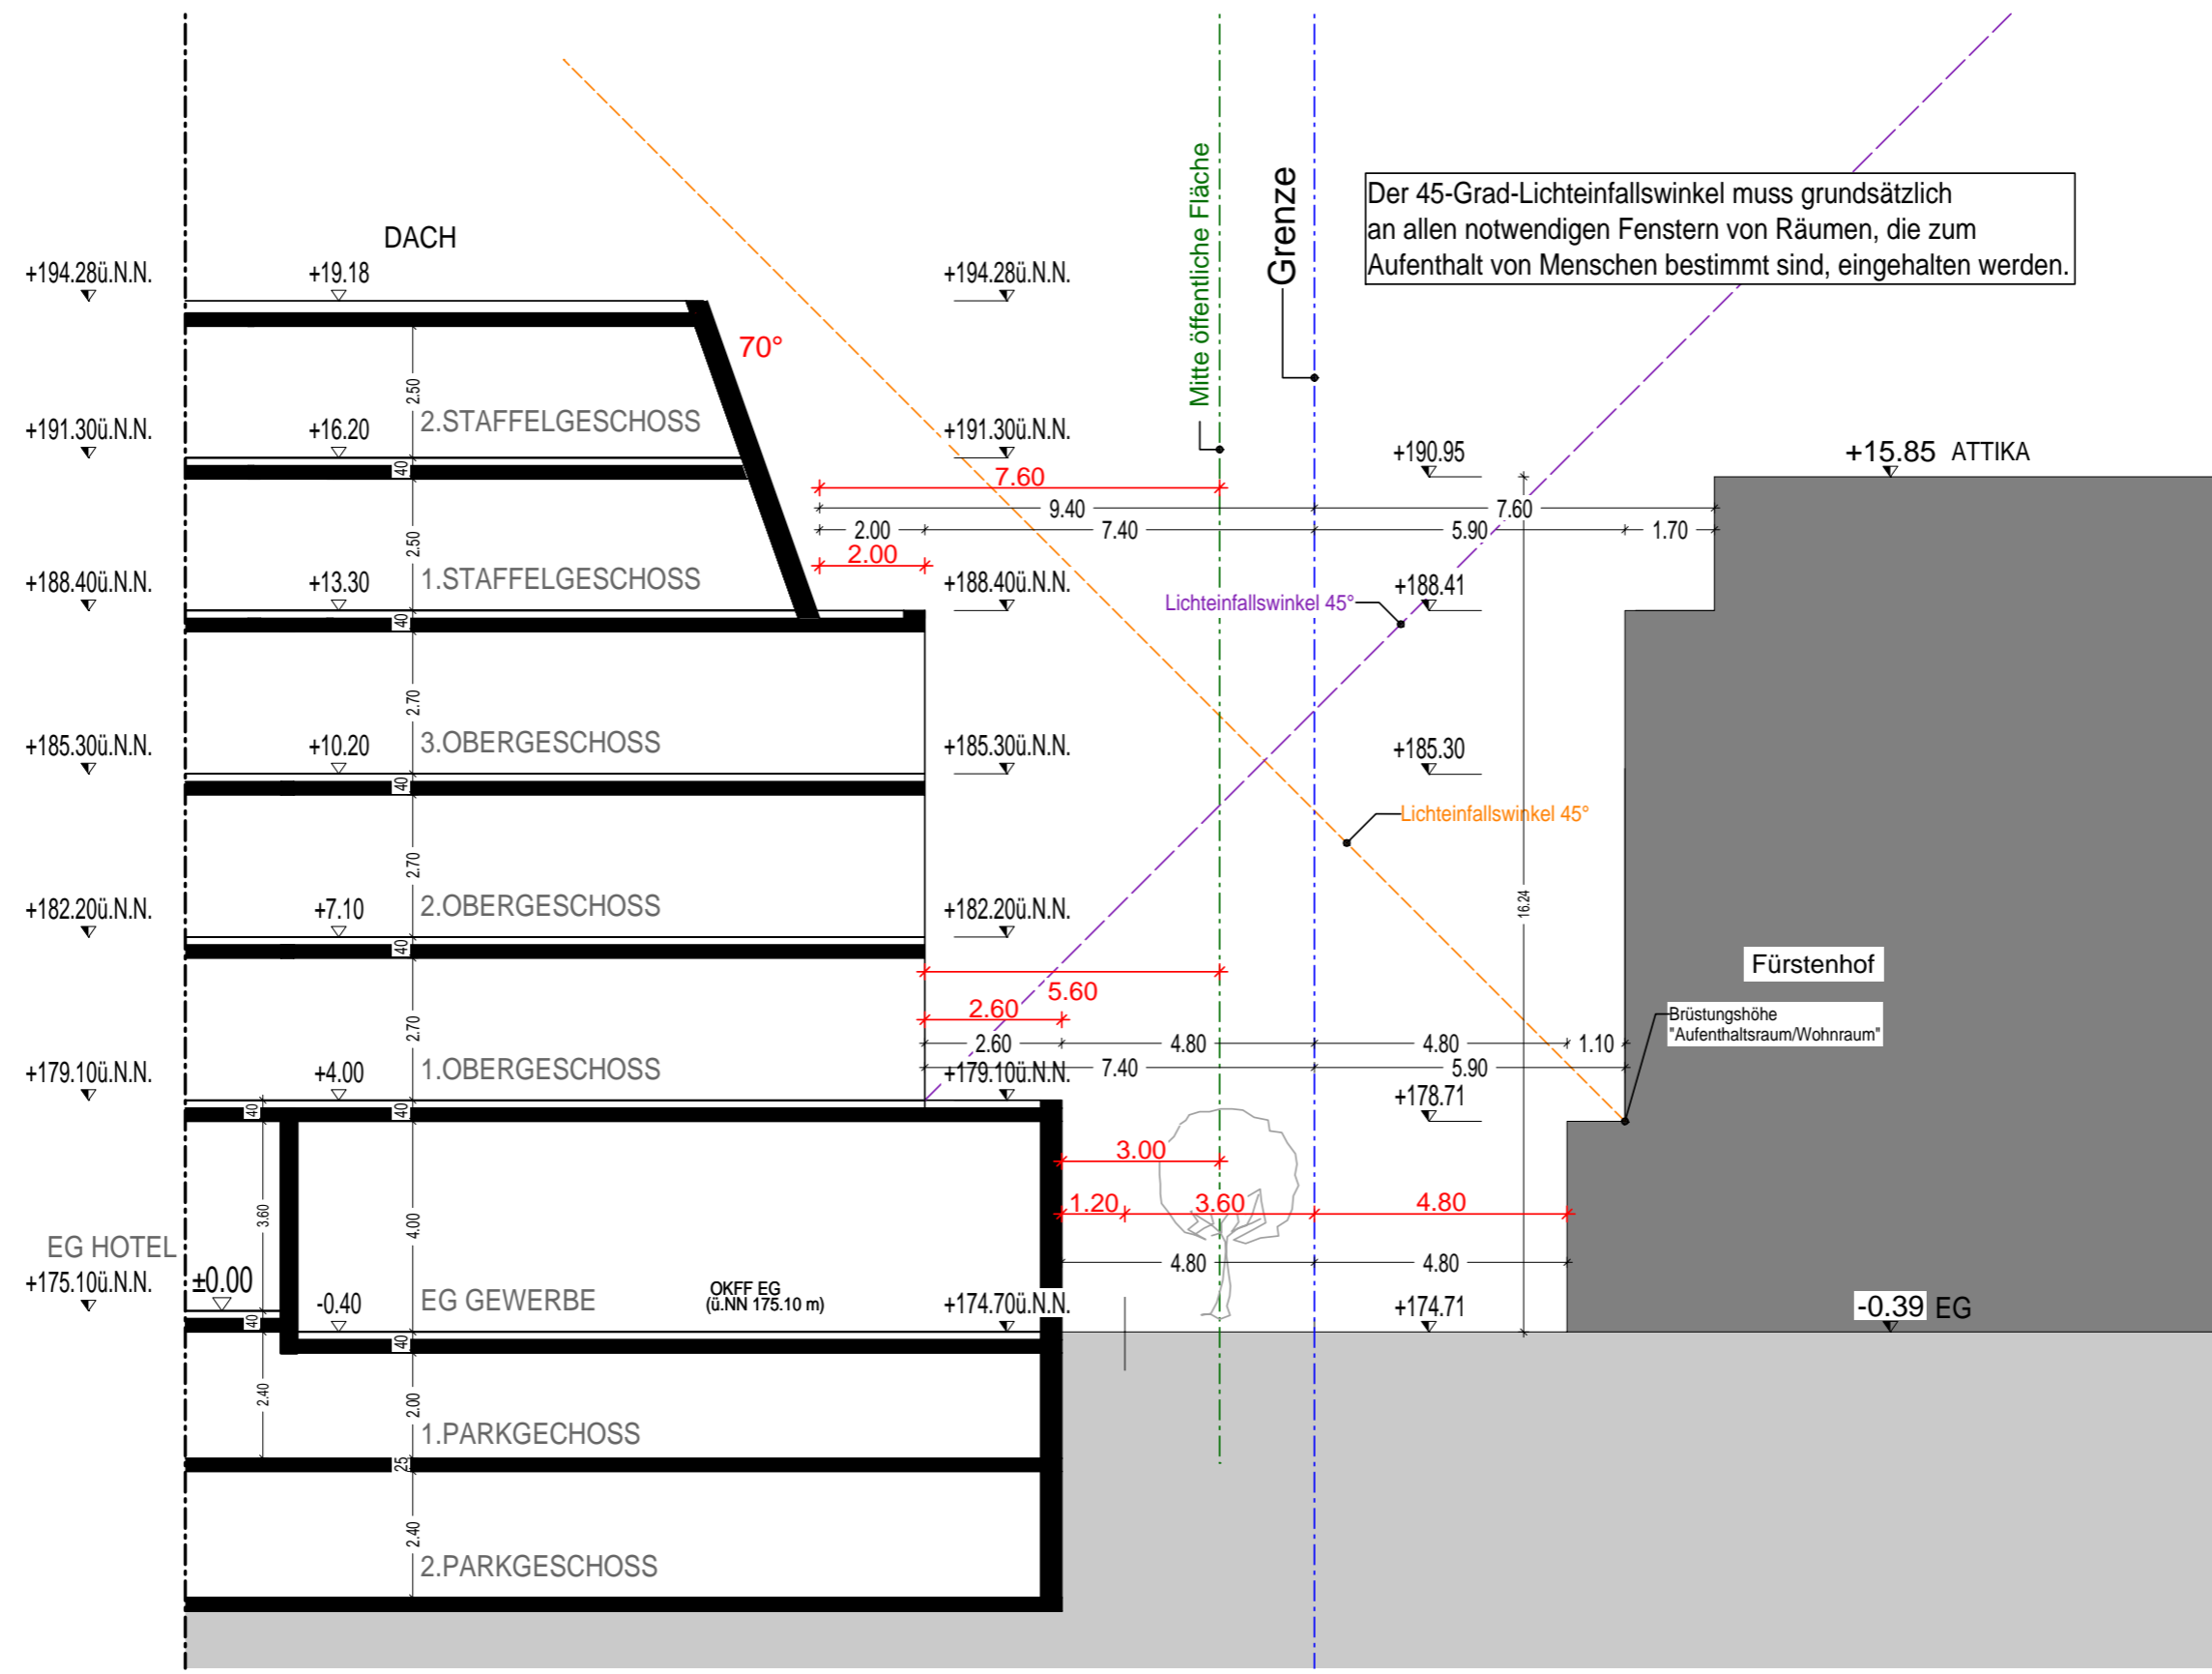 Mitte öffentliche Fläche
Grenze
Der 45-Grad-Lichteinfallswinkel muss grundsätzlich
an allen notwendigen Fenstern von Räumen, die zum
Aufenthalt von Menschen bestimmt sind, eingehalten werden.
DACH
+194.28ü.N.N.
+19.18
+194.28ü.N.N.
70°
2.50
2.STAFFELGESCHOSS
+191.30ü.N.N.
+16.20
+191.30ü.N.N.
+190.95
+15.85 ATTIKA
40
7.60
9.40
7.60
2.00
7.40
5.90
1.70
2.00
2.50
1.STAFFELGESCHOSS
+188.40ü.N.N.
+13.30
+188.40ü.N.N.
+188.41
Lichteinfallswinkel 45°
40
2.70
3.OBERGESCHOSS
+185.30ü.N.N.
+10.20
+185.30ü.N.N.
+185.30
40
Lichteinfallswinkel 45°
2.70
16.24
2.OBERGESCHOSS
+182.20ü.N.N.
+7.10
+182.20ü.N.N.
40
Fürstenhof
5.60
2.60
Brüstungshöhe
"Aufenthaltsraum/Wohnraum"
2.70
2.60
4.80
4.80
1.10
1.OBERGESCHOSS
+179.10ü.N.N.
+4.00
+179.10ü.N.N.
7.40
5.90
+178.71
40
40
3.00
1.20
3.60
4.80
3.60
4.00
EG HOTEL
4.80
4.80
+175.10ü.N.N.
±0.00
-0.40
EG GEWERBE
OKFF EG
(ü.NN 175.10 m)
+174.70ü.N.N.
+174.71
-0.39 EG
40
40
2.40
2.00
1.PARKGECHOSS
25
2.40
2.PARKGESCHOSS